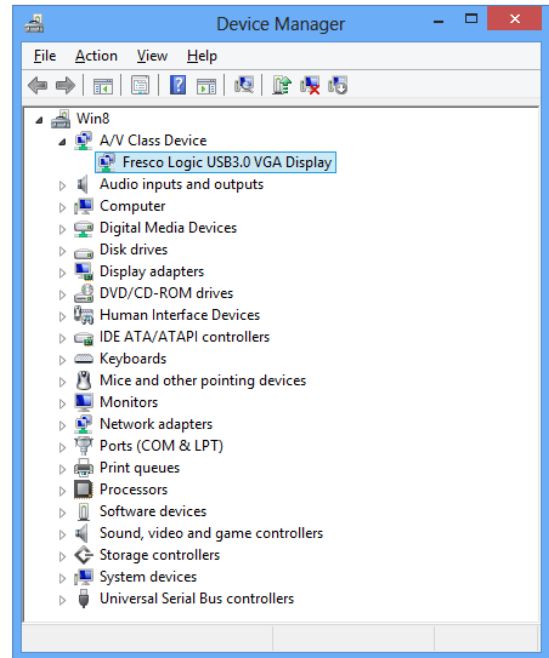 Device Manager
File Action View Help
Win8
A/V Class Device
Fresco Logic USB3.0 VGA Display
Audio inputs and outputs
Computer
Digital Media Devices
Disk drives
Display adapters
DVD/CD-ROM drives
Human Interface Devices
IDE ATA/ATAPI controllers
Keyboards
Mice and other pointing devices
Monitors
Network adapters
Ports (COM & LPT)
Print queues
Processors
Software devices
Sound, video and game controllers
Storage controllers
System devices
Universal Serial Bus controllers